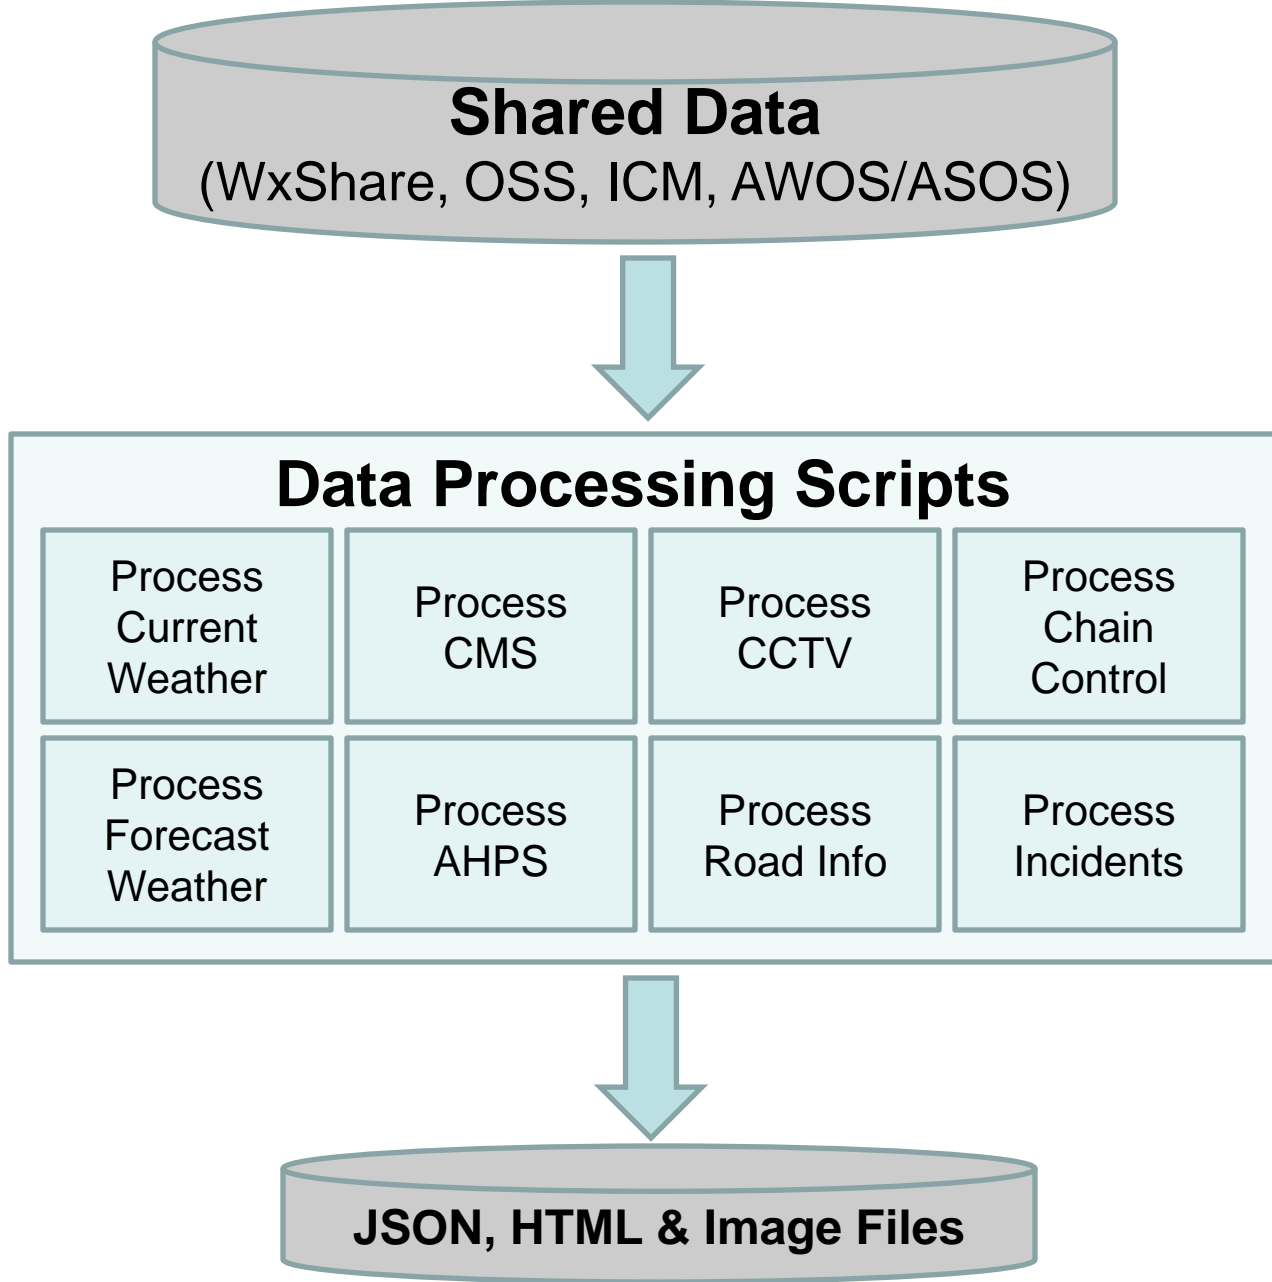 Shared Data
(WxShare, OSS, ICM, AWOS/ASOS)
Data Processing Scripts
Process
Current
Weather
Process
CMS
Process
CCTV
Process
Chain
Control
Process
Forecast
Weather
Process
AHPS
Process
Road Info
Process
Incidents
JSON, HTML & Image Files